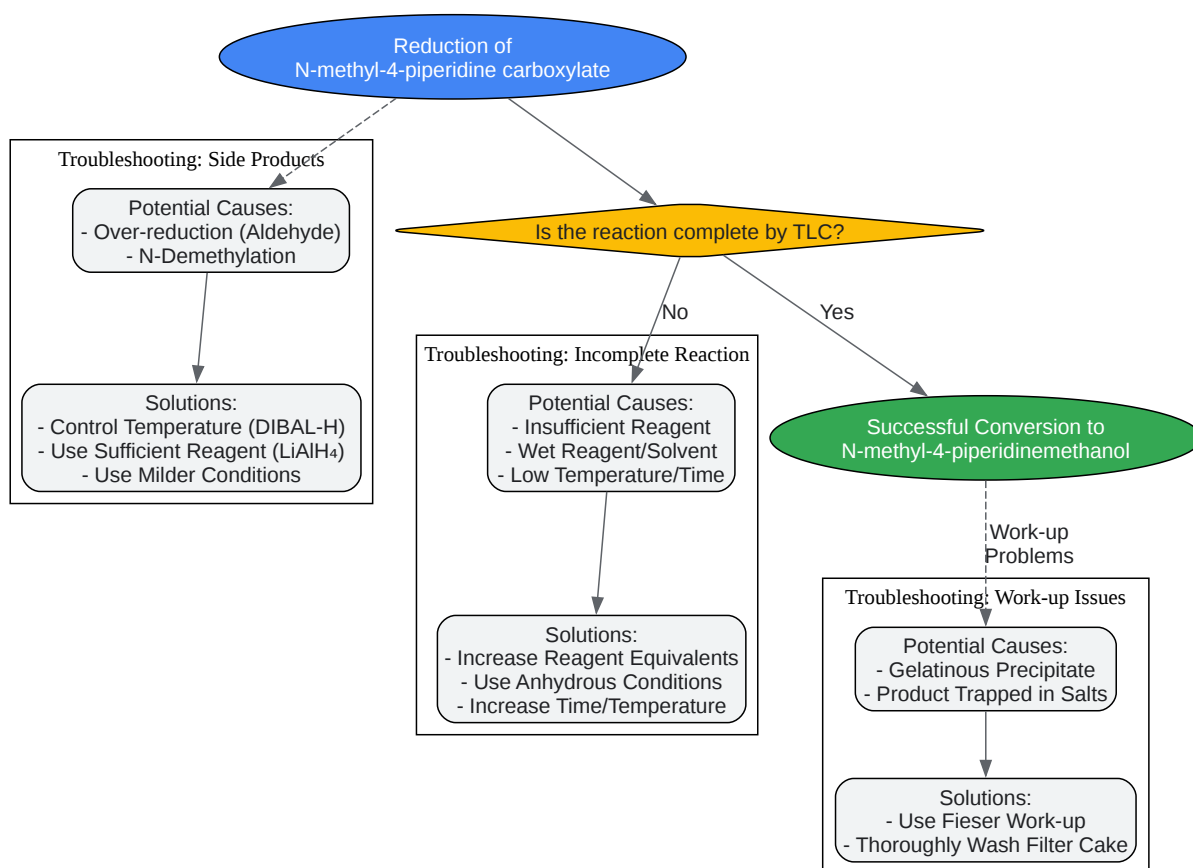 Reduction of
N-methyl-4-piperidine carboxylate
Troubleshooting: Side Products
Potential Causes:
- Over-reduction (Aldehyde)
- N-Demethylation
Solutions:
- Control Temperature (DIBAL-H)
- Use Sufficient Reagent (LiAlH₄)
- Use Milder Conditions
Is the reaction complete by TLC?
No
Yes
Troubleshooting: Incomplete Reaction
Potential Causes:
- Insufficient Reagent
- Wet Reagent/Solvent
- Low Temperature/Time
Solutions:
- Increase Reagent Equivalents
- Use Anhydrous Conditions
- Increase Time/Temperature
Successful Conversion to
N-methyl-4-piperidinemethanol
Work-up
Problems
Troubleshooting: Work-up Issues
Potential Causes:
- Gelatinous Precipitate
- Product Trapped in Salts
Solutions:
- Use Fieser Work-up
- Thoroughly Wash Filter Cake